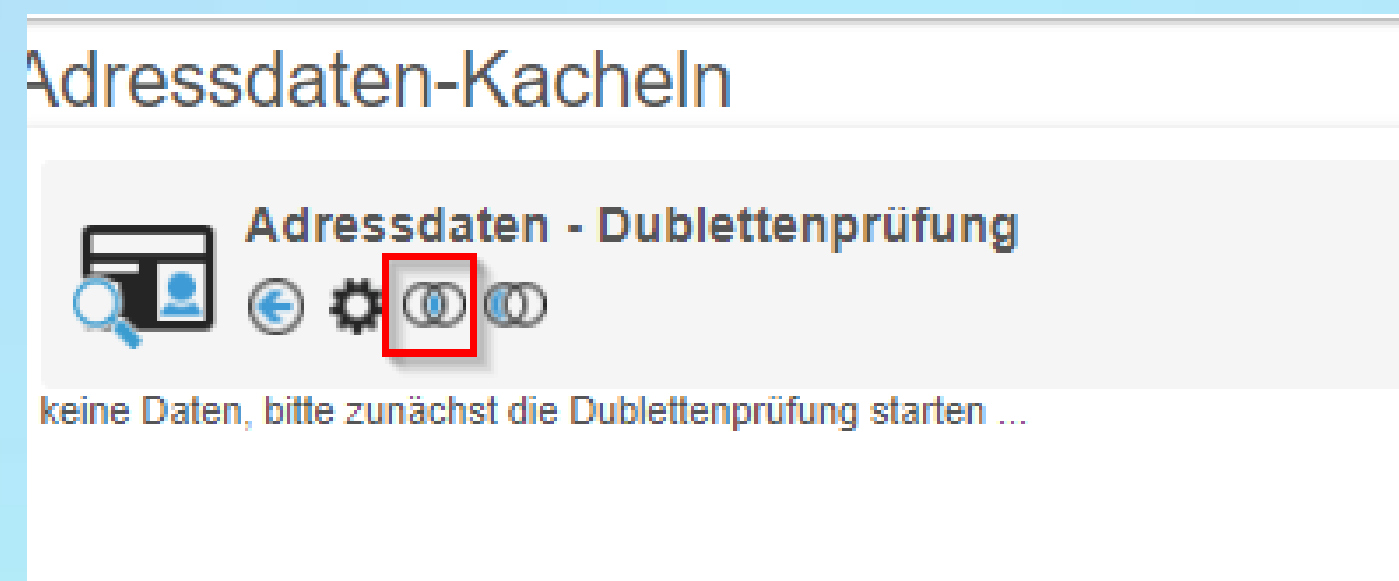 Adressdaten-Kacheln
Adressdaten - Dublettenprüfung
keine Daten, bitte zunächst die Dublettenprüfung starten ...